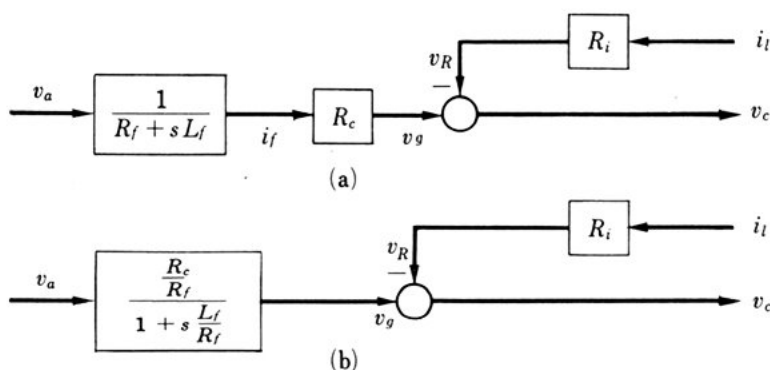 R_i
i_l
v_R
−
v_a
1
R_f + s L_f
i_f
R_c
v_g
v_c
(a)
R_i
i_l
v_R
−
v_a
R_c
R_f
1 + s L_f
R_f
v_g
v_c
(b)